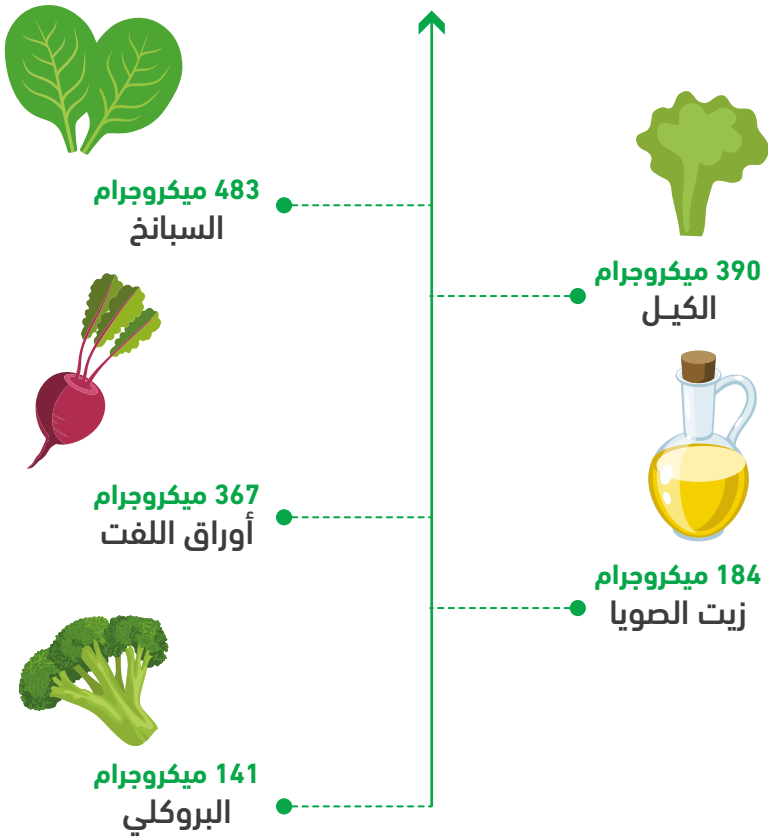 483 ميكروجرام
السبانخ
390 ميكروجرام
الكيـل
367 ميكروجرام
أوراق اللفت
184 ميكروجرام
زيت الصويا
141 ميكروجرام
البروكلي